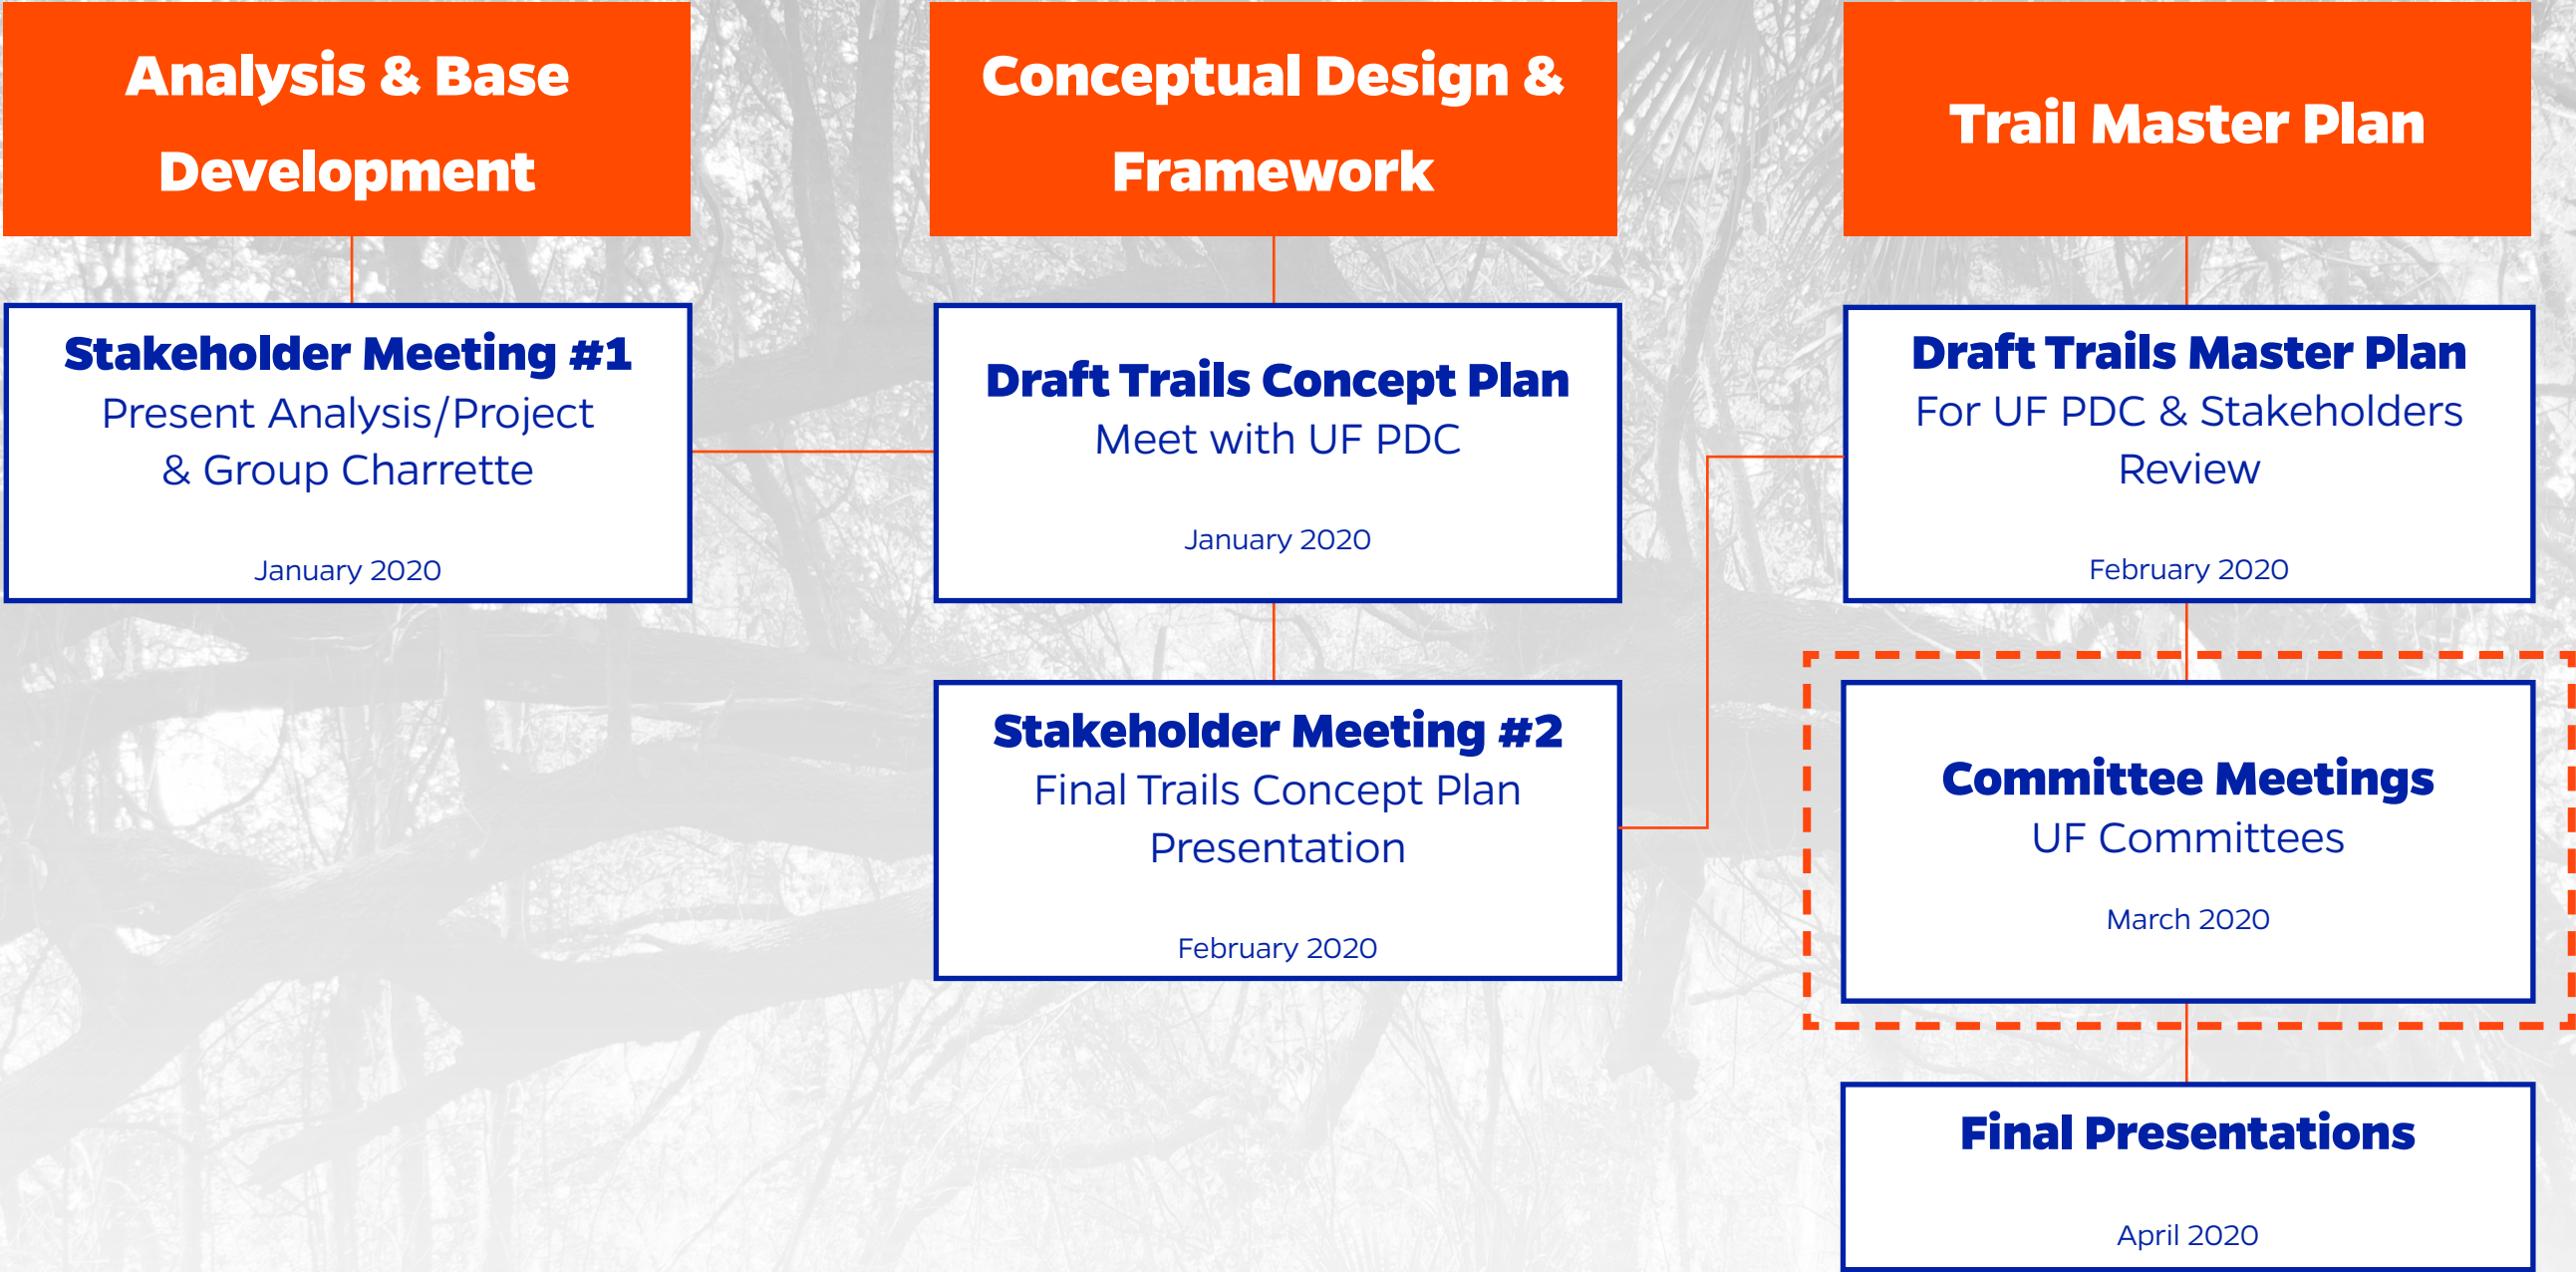 Analysis & Base
Development
Stakeholder Meeting #1
Present Analysis/Project
& Group Charrette
January 2020
Conceptual Design &
Framework
Draft Trails Concept Plan
Meet with UF PDC
January 2020
Stakeholder Meeting #2
Final Trails Concept Plan
Presentation
February 2020
Trail Master Plan
Draft Trails Master Plan
For UF PDC & Stakeholders
Review
February 2020
Committee Meetings
UF Committees
March 2020
Final Presentations
April 2020